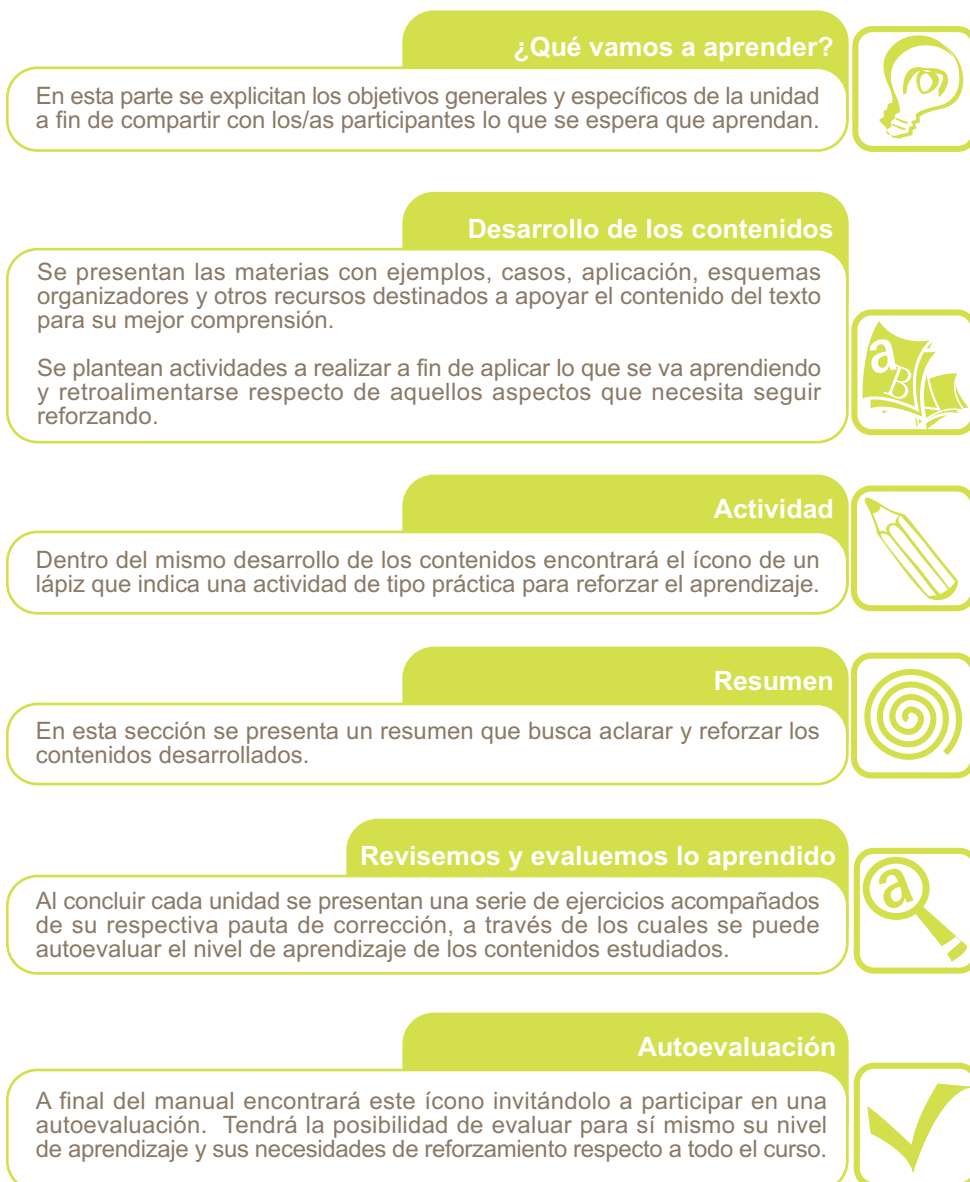 ¿Qué vamos a aprender?
En esta parte se explicitan los objetivos generales y específicos de la unidad
a fin de compartir con los/as participantes lo que se espera que aprendan.
Desarrollo de los contenidos
Se presentan las materias con ejemplos, casos, aplicación, esquemas
organizadores y otros recursos destinados a apoyar el contenido del texto
para su mejor comprensión.
Se plantean actividades a realizar a fin de aplicar lo que se va aprendiendo
y retroalimentarse respecto de aquellos aspectos que necesita seguir
reforzando.
a
B
Actividad
Dentro del mismo desarrollo de los contenidos encontrará el ícono de un
lápiz que indica una actividad de tipo práctica para reforzar el aprendizaje.
Resumen
En esta sección se presenta un resumen que busca aclarar y reforzar los
contenidos desarrollados.
Revisemos y evaluemos lo aprendido
Al concluir cada unidad se presentan una serie de ejercicios acompañados
de su respectiva pauta de corrección, a través de los cuales se puede
autoevaluar el nivel de aprendizaje de los contenidos estudiados.
a
Autoevaluación
A final del manual encontrará este ícono invitándolo a participar en una
autoevaluación. Tendrá la posibilidad de evaluar para sí mismo su nivel
de aprendizaje y sus necesidades de reforzamiento respecto a todo el curso.